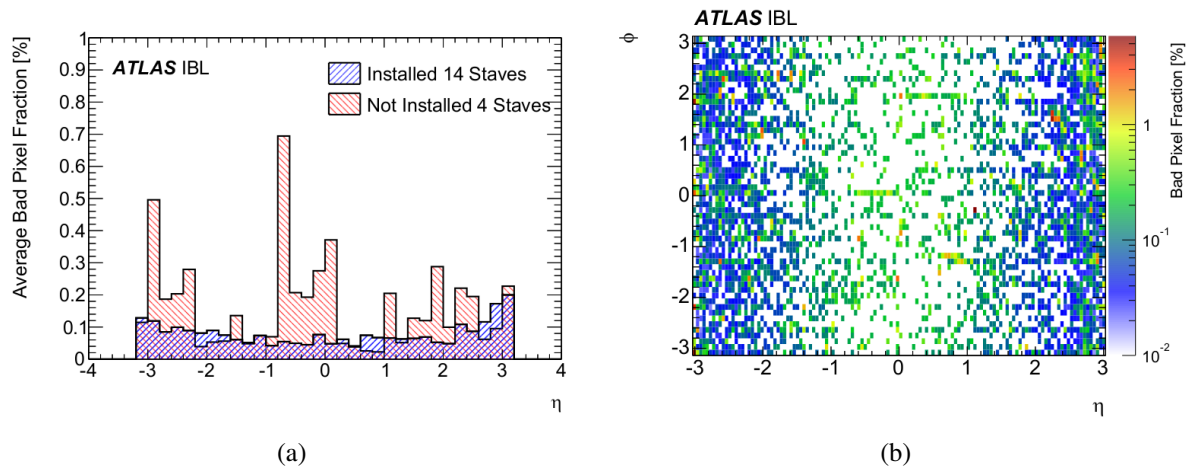 ATLAS IBL
Installed 14 Staves
Not Installed 4 Staves
Average Bad Pixel Fraction [%]
1
0.9
0.8
0.7
0.6
0.5
0.4
0.3
0.2
0.1
0
-4 -3 -2 -1 0 1 2 3 4
η
(a)
ATLAS IBL
ϕ
3
2
1
0
-1
-2
-3
-3 -2 -1 0 1 2 3
η
1
10⁻¹
10⁻²
Bad Pixel Fraction [%]
(b)